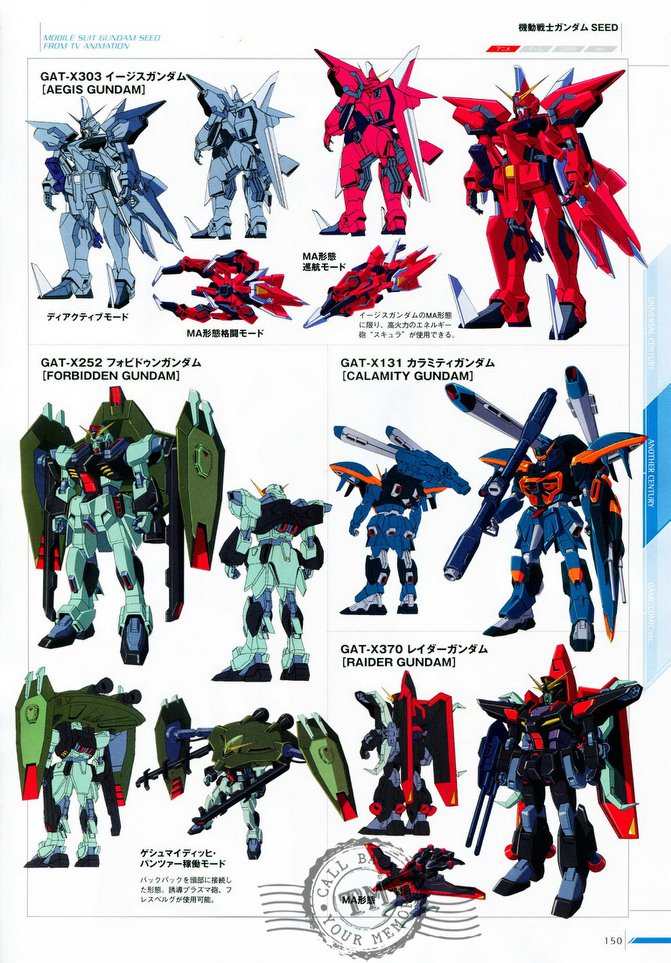 MOBILE SUIT GUNDAM SEED
FROM TV ANIMATION
機動戦士ガンダム SEED
アニメ
GAT-X303 イージスガンダム
[AEGIS GUNDAM]
ディアクティブモード
MA形態格闘モード
MA形態
巡航モード
イージスガンダムのMA形態
に限り、高火力のエネルギー
砲“スキュラ”が使用できる。
GAT-X252 フォビドゥンガンダム
[FORBIDDEN GUNDAM]
ゲシュマイディッヒ・
パンツァー稼働モード
バックパックを頭部に接続し
た形態。誘導プラズマ砲、フ
レスベルグが使用可能。
GAT-X131 カラミティガンダム
[CALAMITY GUNDAM]
GAT-X370 レイダーガンダム
[RAIDER GUNDAM]
MA形態
UNIVERSAL CENTURY
ANOTHER CENTURY
GAME/COMIC/etc.
CALL BA
TM
YOUR MEMO
150